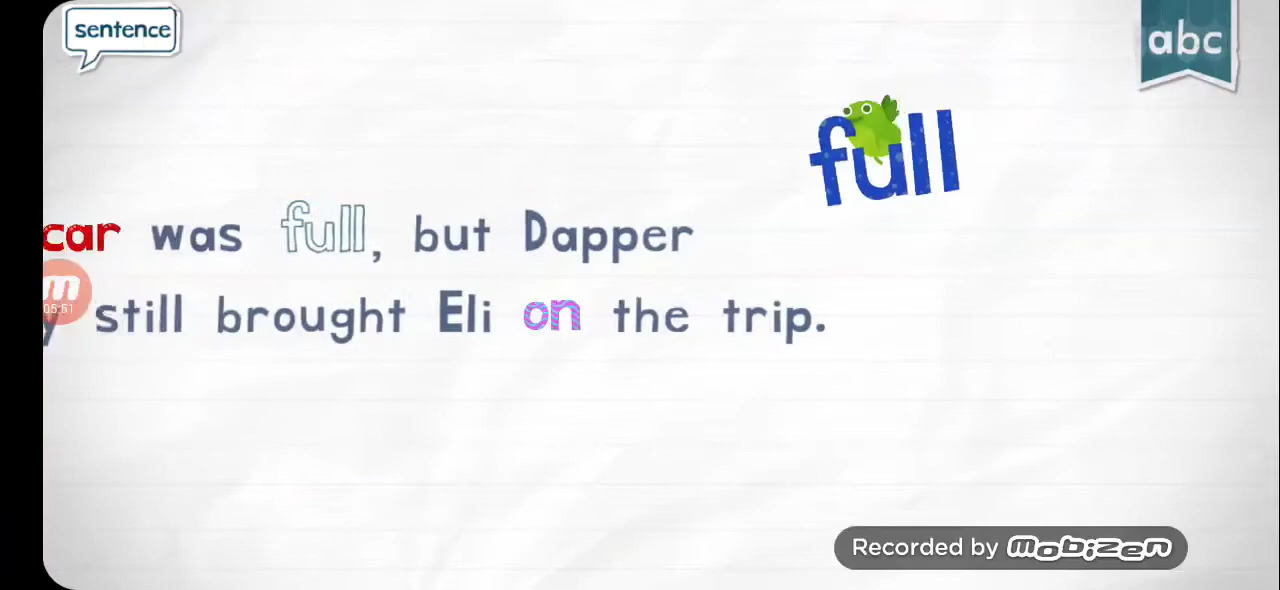 sentence
abc
full
car was full, but Dapper
y still brought Eli on the trip.
05:51
Recorded by mobizen